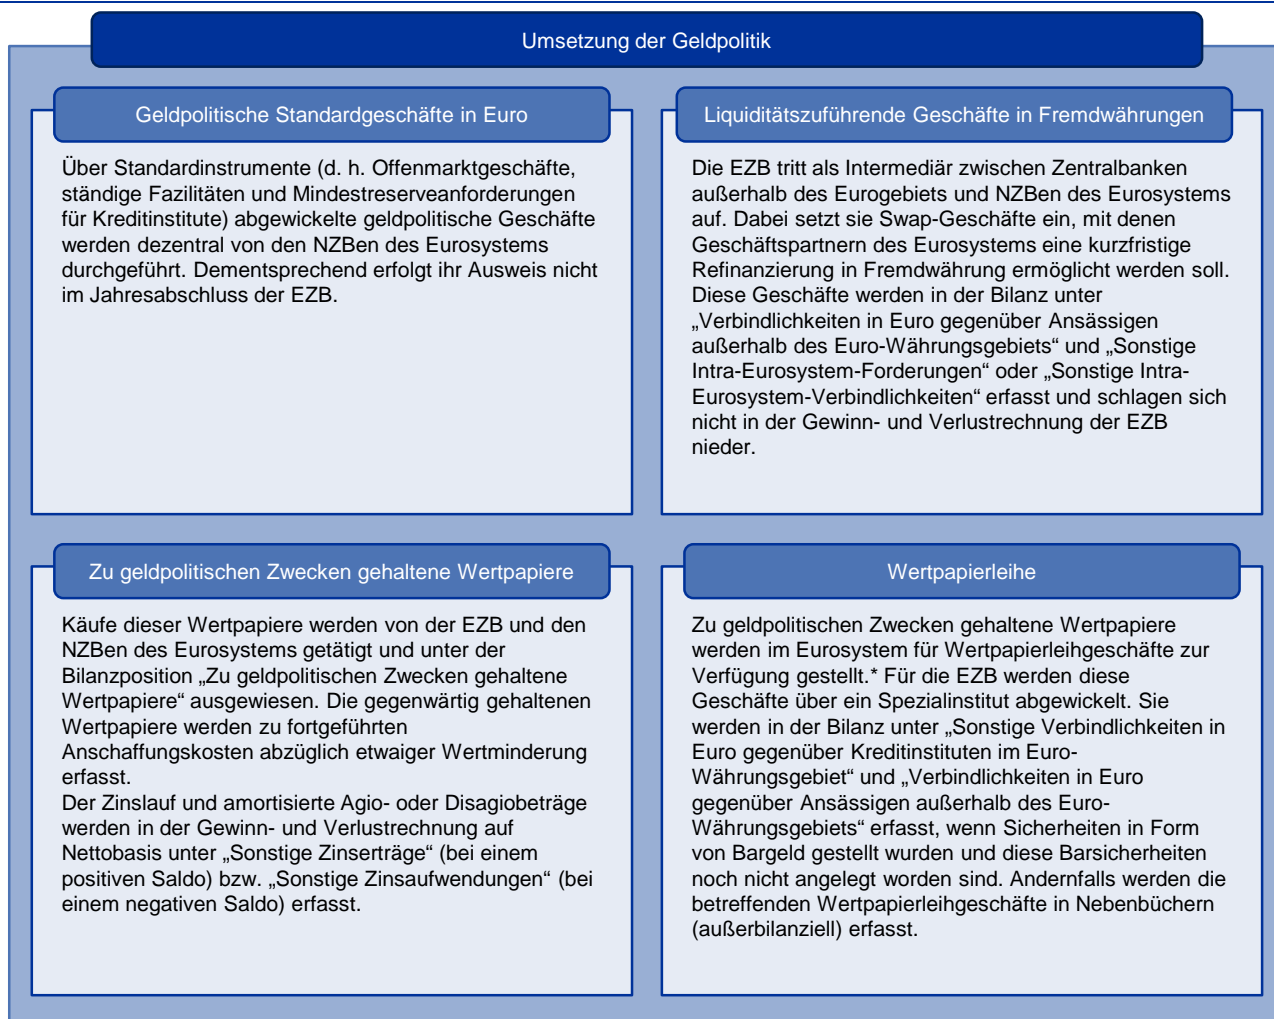 Umsetzung der Geldpolitik
Geldpolitische Standardgeschäfte in Euro
Über Standardinstrumente (d. h. Offenmarktgeschäfte,
ständige Fazilitäten und Mindestreserveanforderungen
für Kreditinstitute) abgewickelte geldpolitische Geschäfte
werden dezentral von den NZBen des Eurosystems
durchgeführt. Dementsprechend erfolgt ihr Ausweis nicht
im Jahresabschluss der EZB.
Liquiditätszuführende Geschäfte in Fremdwährungen
Die EZB tritt als Intermediär zwischen Zentralbanken
außerhalb des Eurogebiets und NZBen des Eurosystems
auf. Dabei setzt sie Swap-Geschäfte ein, mit denen
Geschäftspartnern des Eurosystems eine kurzfristige
Refinanzierung in Fremdwährung ermöglicht werden soll.
Diese Geschäfte werden in der Bilanz unter
„Verbindlichkeiten in Euro gegenüber Ansässigen
außerhalb des Euro-Währungsgebiets“ und „Sonstige
Intra-Eurosystem-Forderungen“ oder „Sonstige Intra-
Eurosystem-Verbindlichkeiten“ erfasst und schlagen sich
nicht in der Gewinn- und Verlustrechnung der EZB
nieder.
Zu geldpolitischen Zwecken gehaltene Wertpapiere
Käufe dieser Wertpapiere werden von der EZB und den
NZBen des Eurosystems getätigt und unter der
Bilanzposition „Zu geldpolitischen Zwecken gehaltene
Wertpapiere“ ausgewiesen. Die gegenwärtig gehaltenen
Wertpapiere werden zu fortgeführten
Anschaffungskosten abzüglich etwaiger Wertminderung
erfasst.
Der Zinslauf und amortisierte Agio- oder Disagiobeträge
werden in der Gewinn- und Verlustrechnung auf
Nettobasis unter „Sonstige Zinserträge“ (bei einem
positiven Saldo) bzw. „Sonstige Zinsaufwendungen“ (bei
einem negativen Saldo) erfasst.
Wertpapierleihe
Zu geldpolitischen Zwecken gehaltene Wertpapiere
werden im Eurosystem für Wertpapierleihgeschäfte zur
Verfügung gestellt.* Für die EZB werden diese
Geschäfte über ein Spezialinstitut abgewickelt. Sie
werden in der Bilanz unter „Sonstige Verbindlichkeiten in
Euro gegenüber Kreditinstituten im Euro-
Währungsgebiet“ und „Verbindlichkeiten in Euro
gegenüber Ansässigen außerhalb des Euro-
Währungsgebiets“ erfasst, wenn Sicherheiten in Form
von Bargeld gestellt wurden und diese Barsicherheiten
noch nicht angelegt worden sind. Andernfalls werden die
betreffenden Wertpapierleihgeschäfte in Nebenbüchern
(außerbilanziell) erfasst.